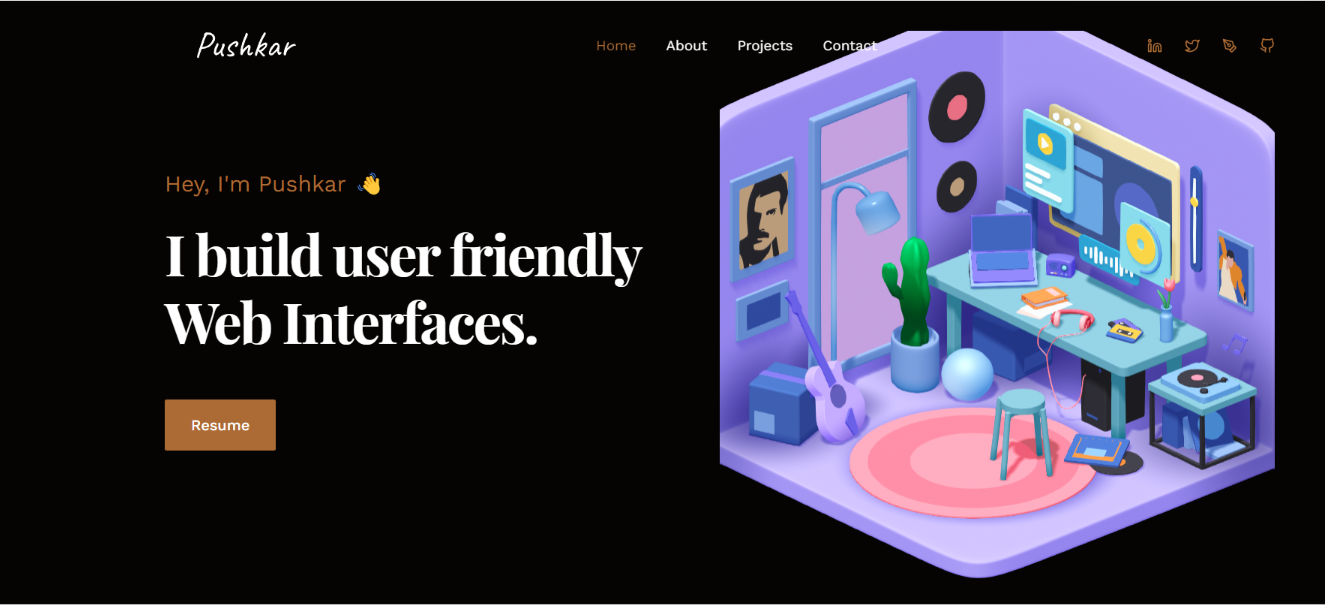 Pushkar
Home About Projects Contact
Hey, I'm Pushkar 👋
I build user friendly
Web Interfaces.
Resume